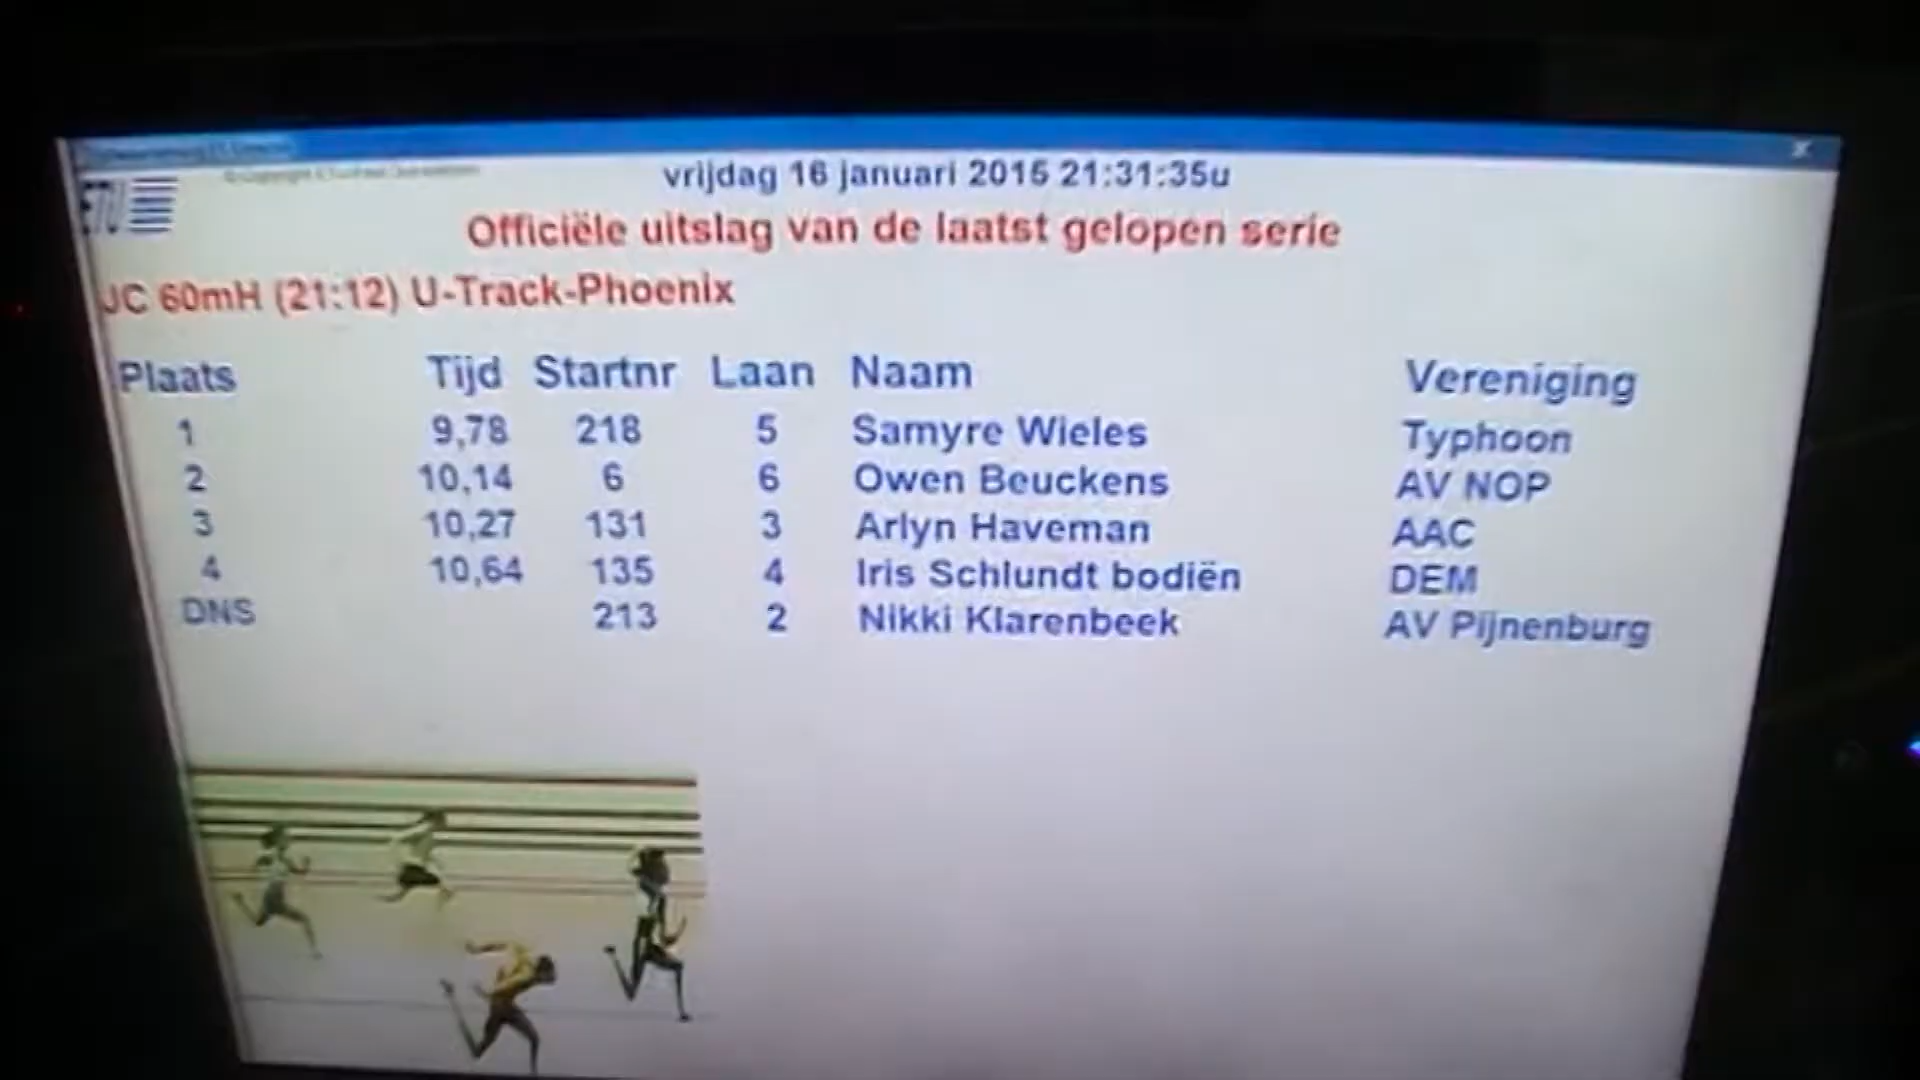 vrijdag 16 januari 2015 21:31:35u
ETU
Officiële uitslag van de laatst gelopen serie
JC 60mH (21:12) U-Track-Phoenix
Plaats Tijd Startnr Laan Naam Vereniging
1 9,78 218 5 Samyre Wieles Typhoon
2 10,14 6 6 Owen Beuckens AV NOP
3 10,27 131 3 Arlyn Haveman AAC
4 10,64 135 4 Iris Schlundt bodiën DEM
DNS 213 2 Nikki Klarenbeek AV Pijnenburg